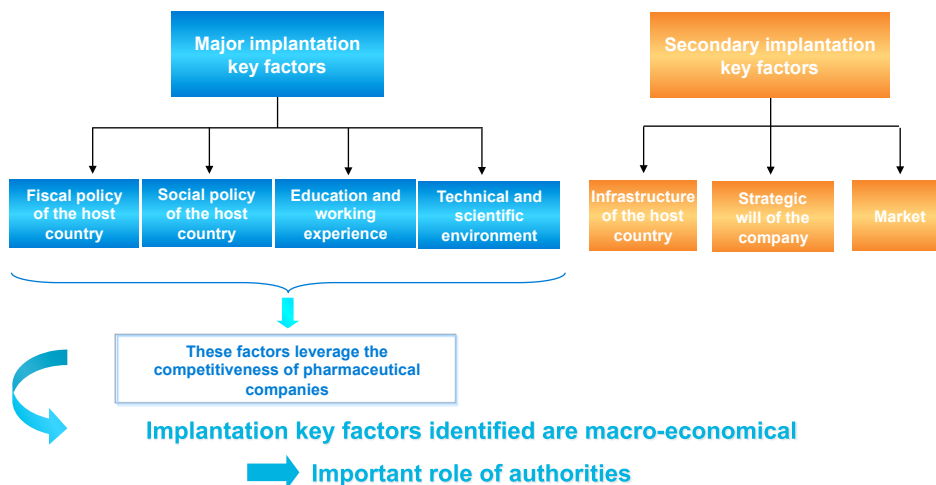 Major implantation
key factors
Secondary implantation
key factors
Fiscal policy
of the host
country
Social policy
of the host
country
Education and
working
experience
Technical and
scientific
environment
Infrastructure
of the host
country
Strategic
will of the
company
Market
These factors leverage the
competitiveness of pharmaceutical
companies
Implantation key factors identified are macro-economical
Important role of authorities